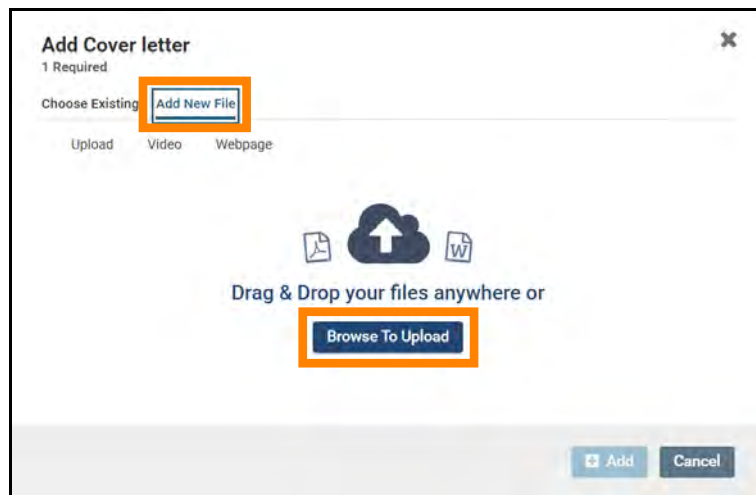 Add Cover letter
1 Required
Choose Existing Add New File
Upload Video Webpage
W
Drag & Drop your files anywhere or
Browse To Upload
Add Cancel